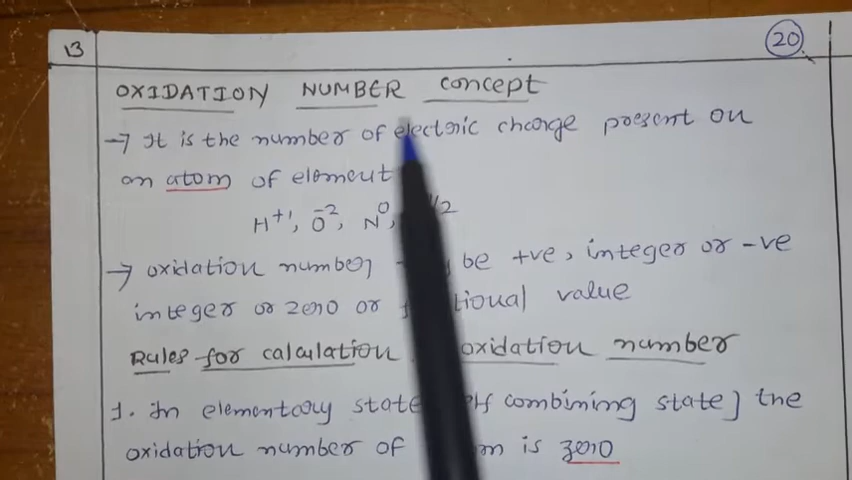 13
20
OXIDATION NUMBER concept
→ It is the number of electric charge present on
an atom of element
H⁺¹, O⁻², N⁰, /2
→ oxidation number be +ve, integer or -ve
integer or zero or value
Rules for calculation oxidation number
1. In elementary state combining state] the
oxidation number of is zero